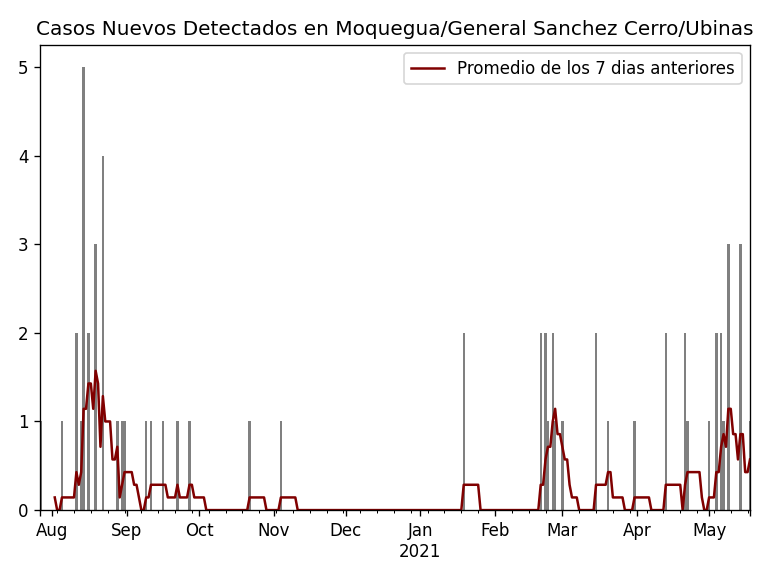 Casos Nuevos Detectados en Moquegua/General Sanchez Cerro/Ubinas
Promedio de los 7 dias anteriores
5
4
3
2
1
0
Aug Sep Oct Nov Dec Jan Feb Mar Apr May
2021